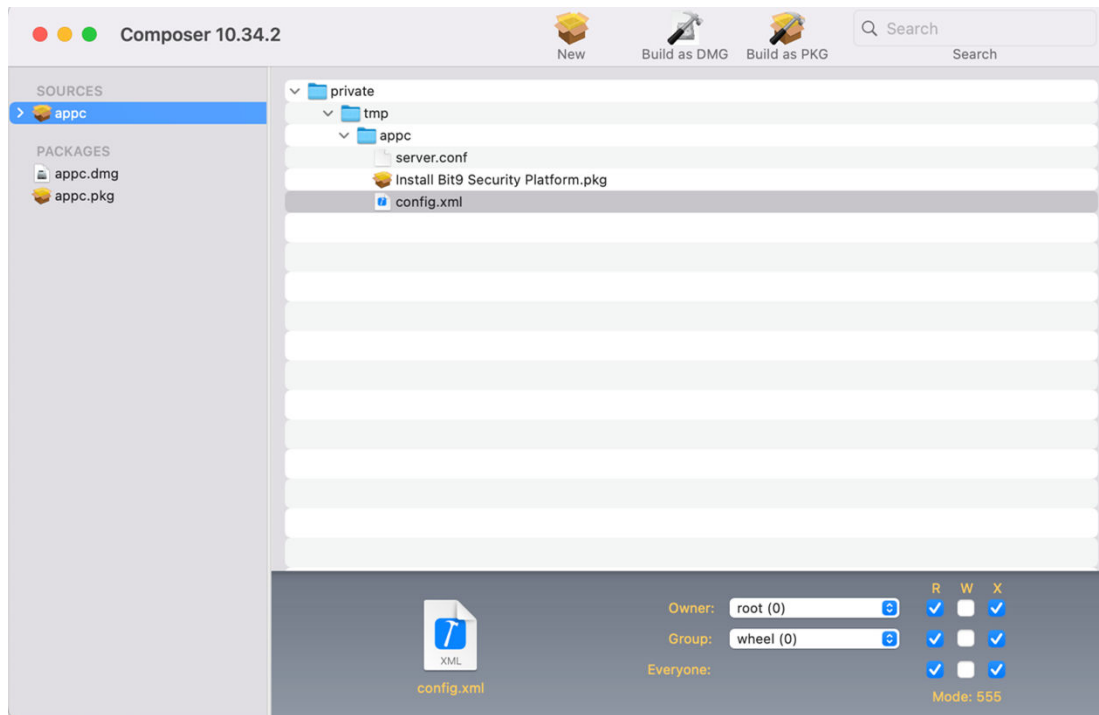 Composer 10.34.2
New
Build as DMG
Build as PKG
Search
Search
SOURCES
appc
PACKAGES
appc.dmg
appc.pkg
private
tmp
appc
server.conf
Install Bit9 Security Platform.pkg
config.xml
XML
config.xml
R W X
Owner: root (0)
Group: wheel (0)
Everyone:
Mode: 555